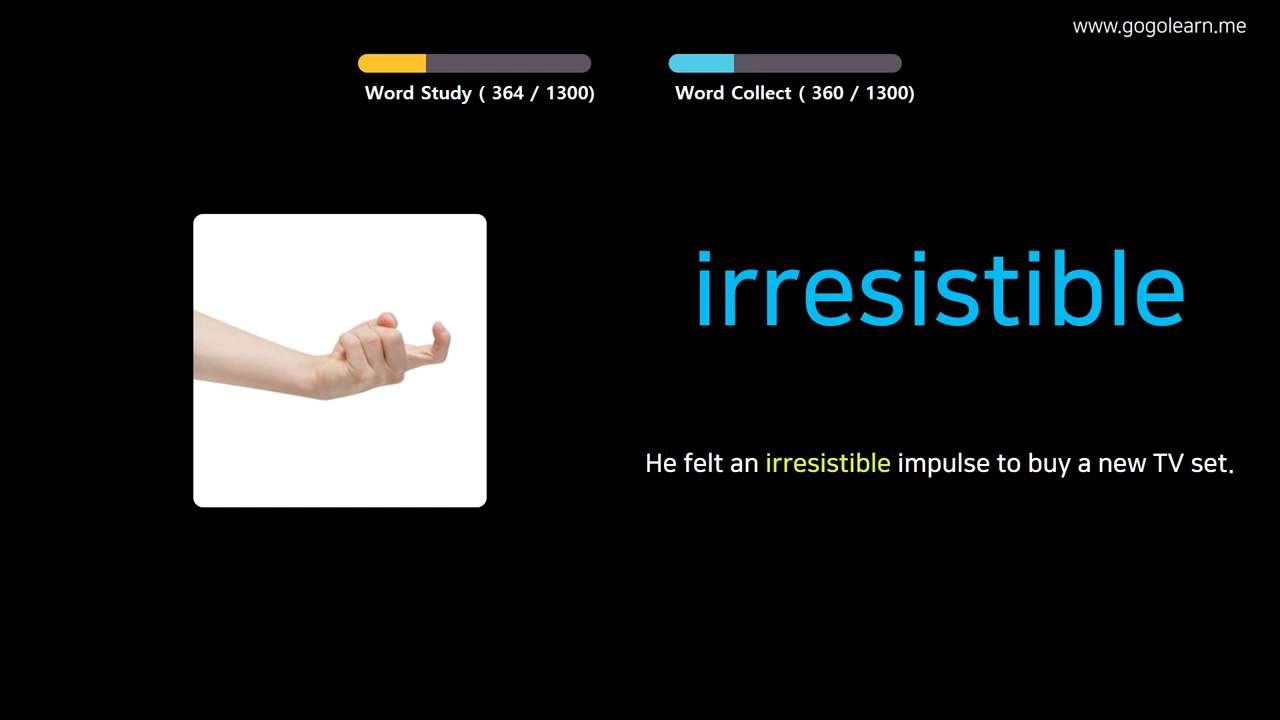 www.gogolearn.me
Word Study ( 364 / 1300)
Word Collect ( 360 / 1300)
irresistible
He felt an irresistible impulse to buy a new TV set.